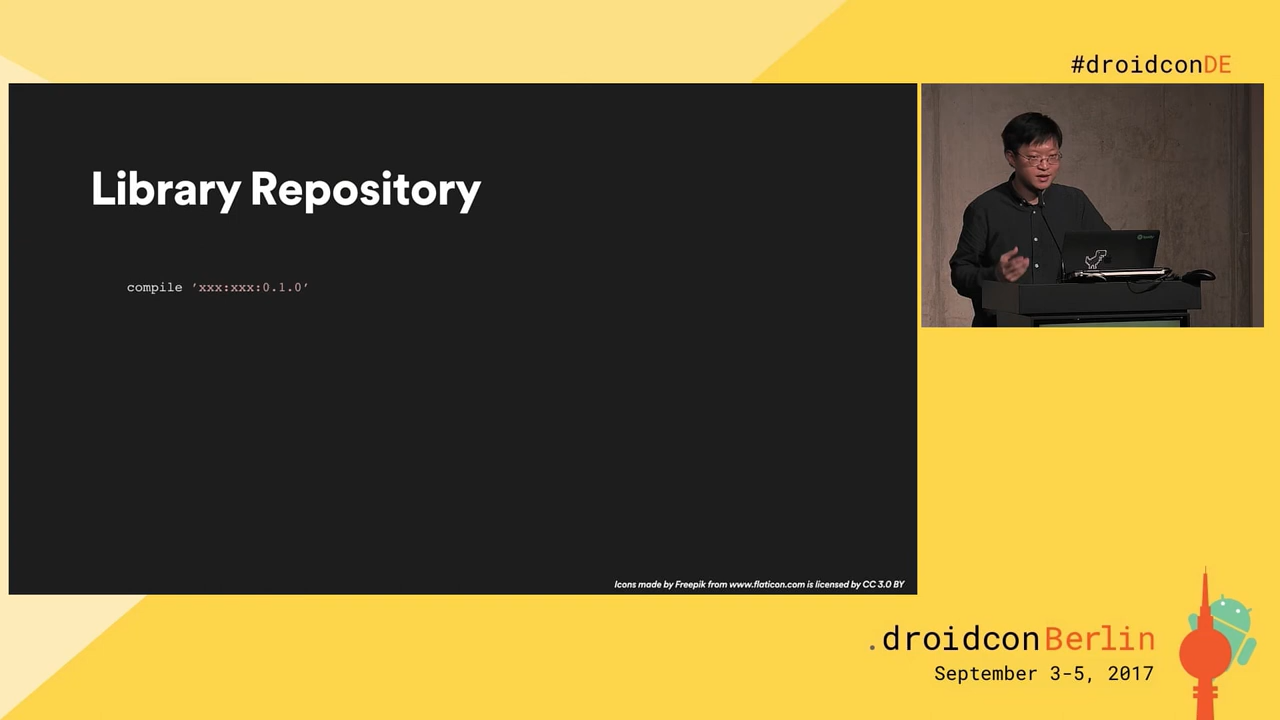 #droidconDE
Library Repository
compile 'xxx:xxx:0.1.0'
Icons made by Freepik from www.flaticon.com is licensed by CC 3.0 BY
.droidconBerlin
September 3-5, 2017